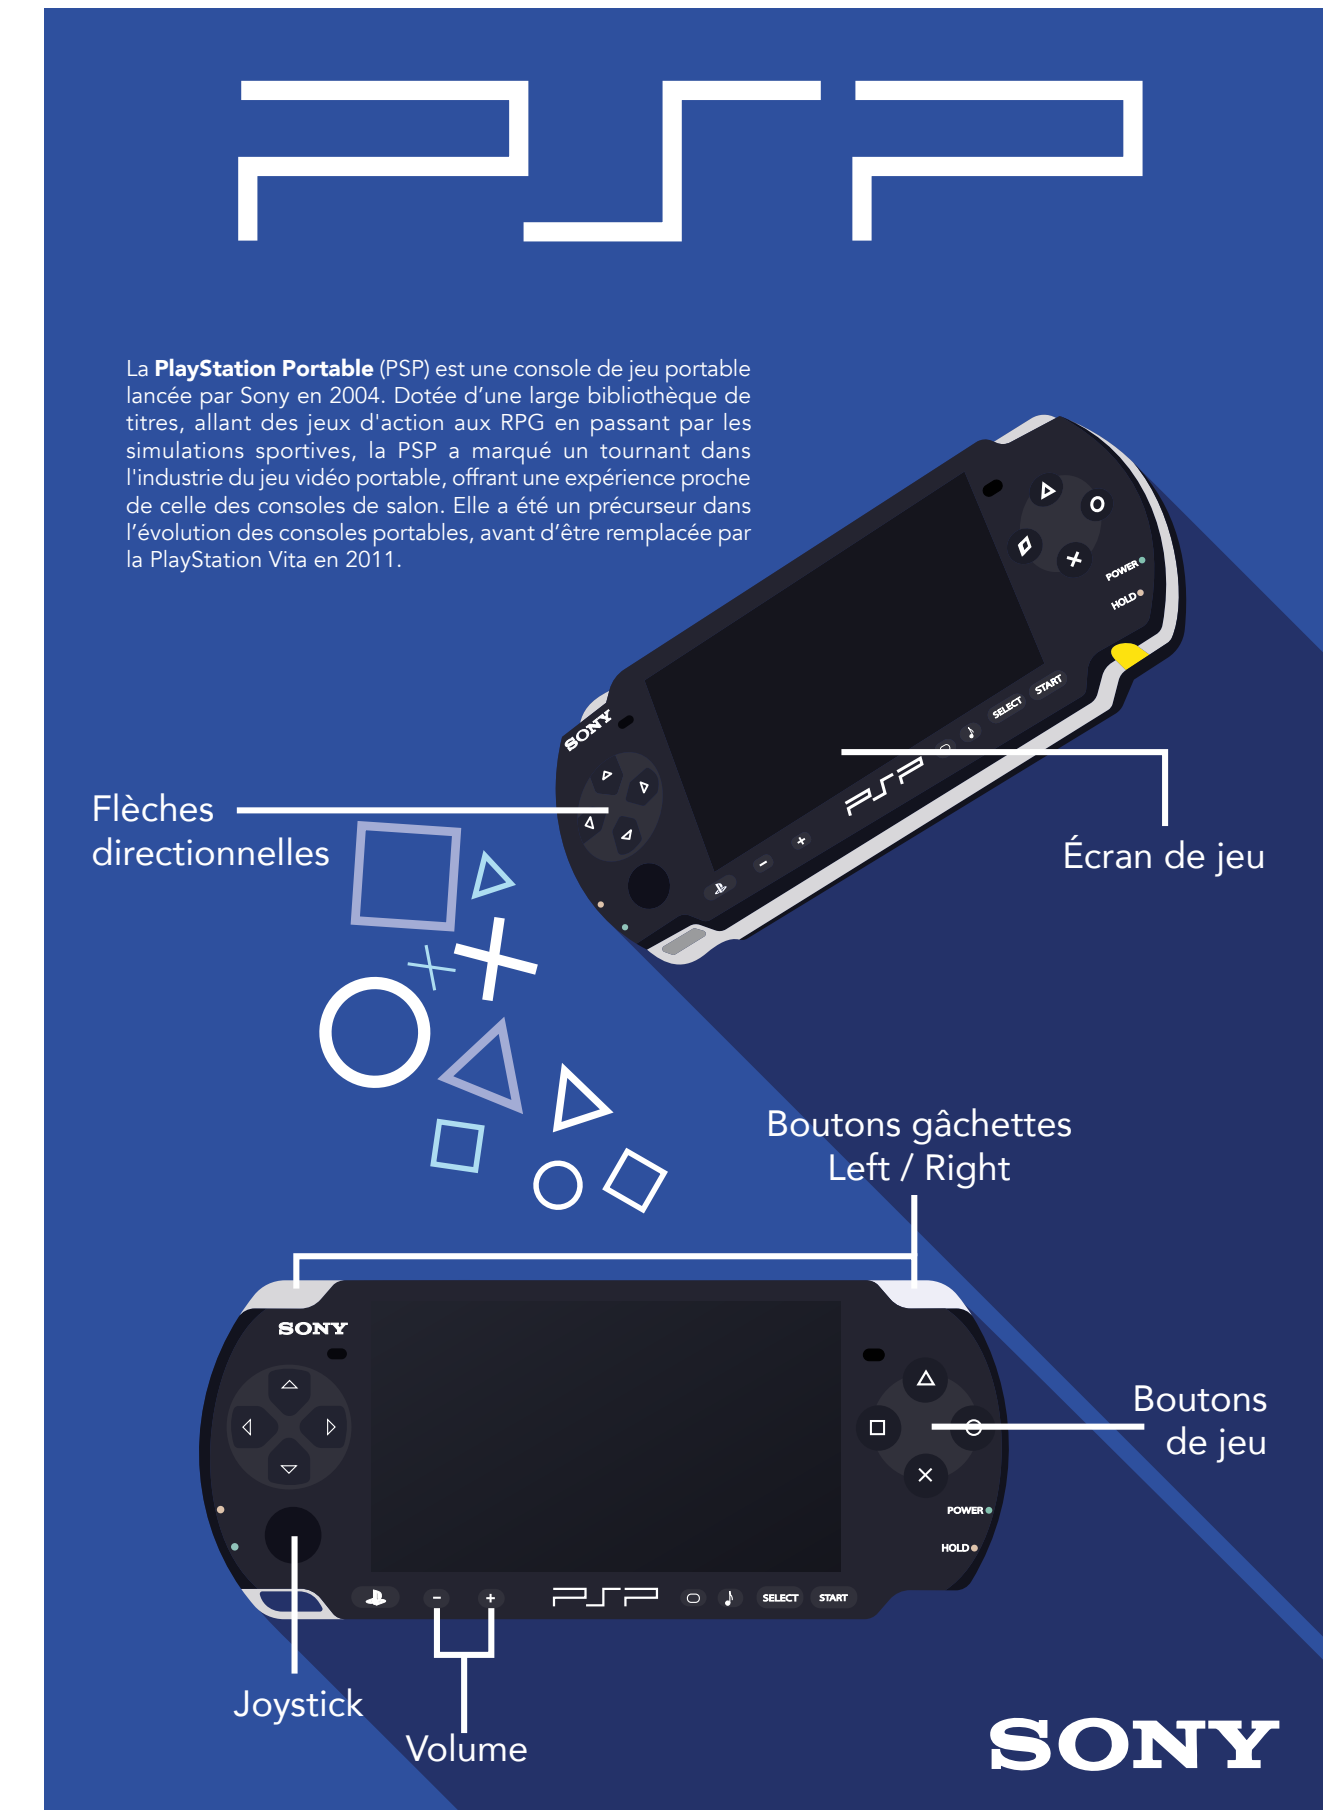 PSP
La PlayStation Portable (PSP) est une console de jeu portable
lancée par Sony en 2004. Dotée d’une large bibliothèque de
titres, allant des jeux d'action aux RPG en passant par les
simulations sportives, la PSP a marqué un tournant dans
l'industrie du jeu vidéo portable, offrant une expérience proche
de celle des consoles de salon. Elle a été un précurseur dans
l’évolution des consoles portables, avant d’être remplacée par
la PlayStation Vita en 2011.
POWER
HOLD
SONY
START
SELECT
PSP
Flèches
directionnelles
Écran de jeu
Boutons gâchettes
Left / Right
SONY
Boutons
de jeu
POWER
HOLD
PSP
SELECT
START
Joystick
Volume
SONY